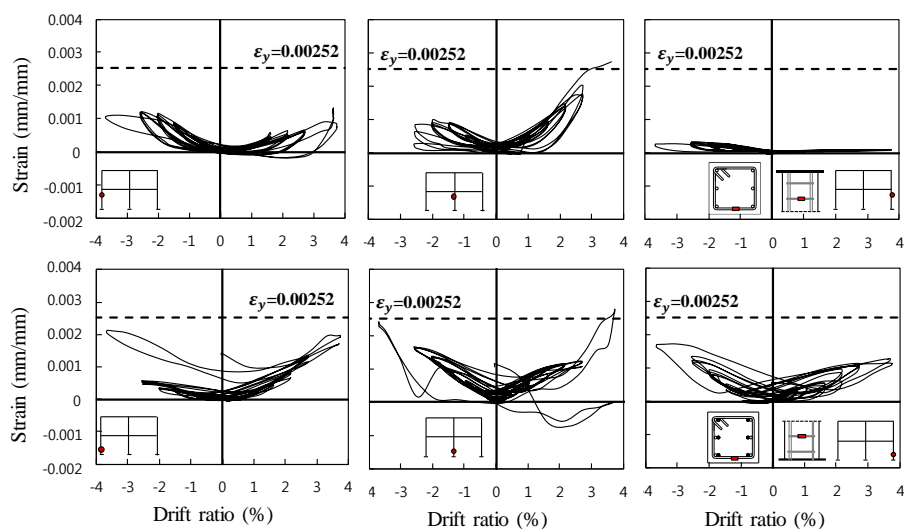 0.004
0.003
0.002
0.001
0
-0.001
-0.002
Strain (mm/mm)
εy=0.00252
εy=0.00252
εy=0.00252
-4 -3 -2 -1 0 1 2 3 4
-4 -3 -2 -1 0 1 2 3 4
-4 -3 -2 -1 0 1 2 3 4
0.004
0.003
0.002
0.001
0
-0.001
-0.002
Strain (mm/mm)
εy=0.00252
εy=0.00252
εy=0.00252
-4 -3 -2 -1 0 1 2 3 4
-4 -3 -2 -1 0 1 2 3 4
-4 -3 -2 -1 0 1 2 3 4
Drift ratio (%)
Drift ratio (%)
Drift ratio (%)